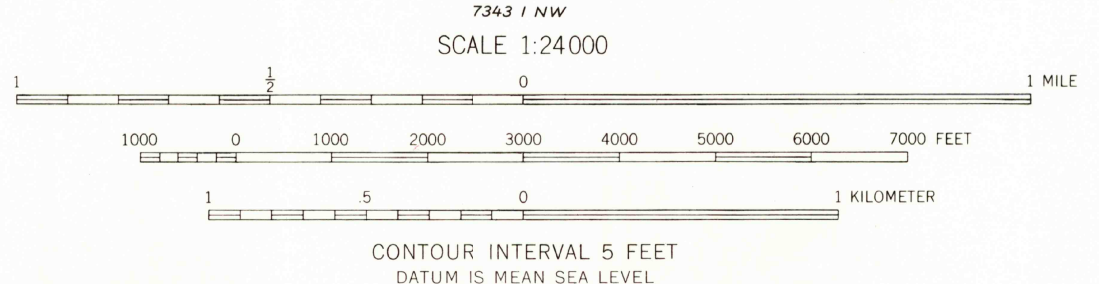 7343 I NW
SCALE 1:24000
1 1/2 0 1 MILE
1000 0 1000 2000 3000 4000 5000 6000 7000 FEET
1 .5 0 1 KILOMETER
CONTOUR INTERVAL 5 FEET
DATUM IS MEAN SEA LEVEL